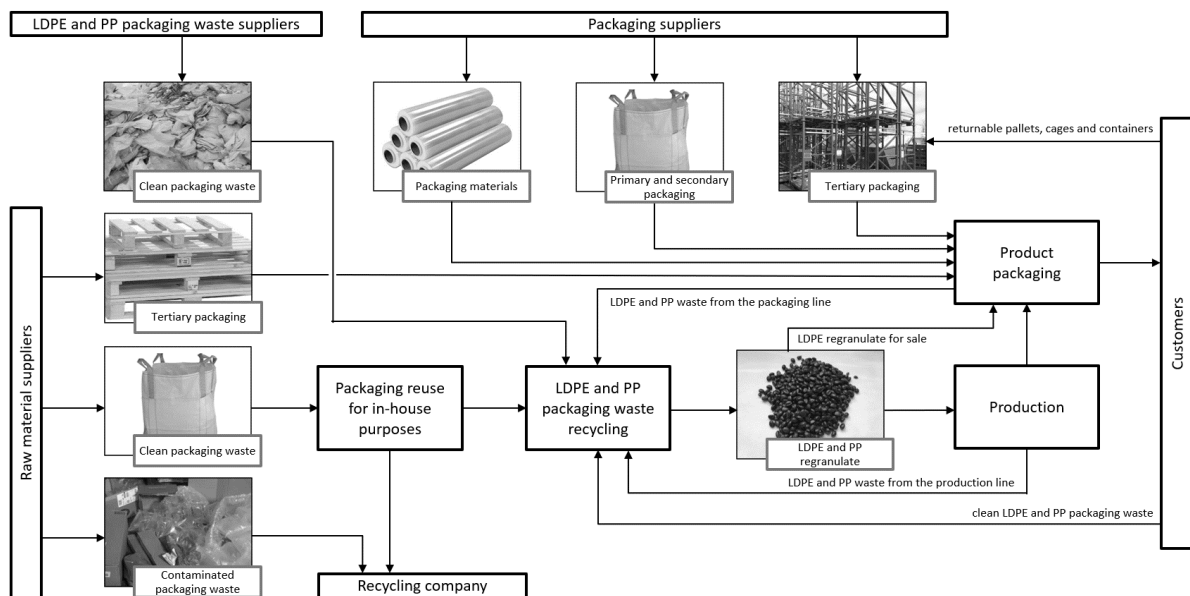 LDPE and PP packaging waste suppliers
Packaging suppliers
Clean packaging waste
Packaging materials
Primary and secondary
packaging
Tertiary packaging
returnable pallets, cages and containers
Raw material suppliers
Tertiary packaging
Product
packaging
Customers
LDPE and PP waste from the packaging line
LDPE regranulate for sale
Clean packaging waste
Packaging reuse
for in-house
purposes
LDPE and PP
packaging waste
recycling
LDPE and PP
regranulate
Production
LDPE and PP waste from the production line
clean LDPE and PP packaging waste
Contaminated
packaging waste
Recycling company